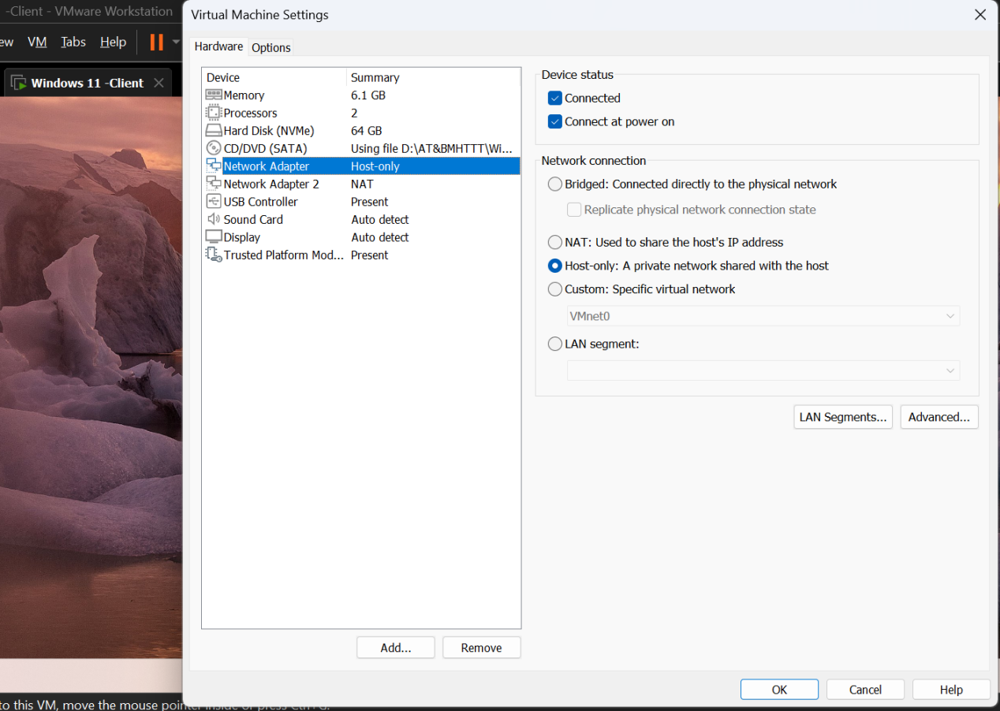 -Client - VMware Workstation
ew VM Tabs Help
Windows 11 -Client
Virtual Machine Settings
Hardware Options
Device Summary
Memory 6.1 GB
Processors 2
Hard Disk (NVMe) 64 GB
CD/DVD (SATA) Using file D:\AT&BMHTTT\Wi...
Network Adapter Host-only
Network Adapter 2 NAT
USB Controller Present
Sound Card Auto detect
Display Auto detect
Trusted Platform Mod... Present
Add... Remove
Device status
Connected
Connect at power on
Network connection
Bridged: Connected directly to the physical network
Replicate physical network connection state
NAT: Used to share the host's IP address
Host-only: A private network shared with the host
Custom: Specific virtual network
VMnet0
LAN segment:
LAN Segments... Advanced...
OK Cancel Help
to this VM, move the mouse pointer inside or press Ctrl+G.